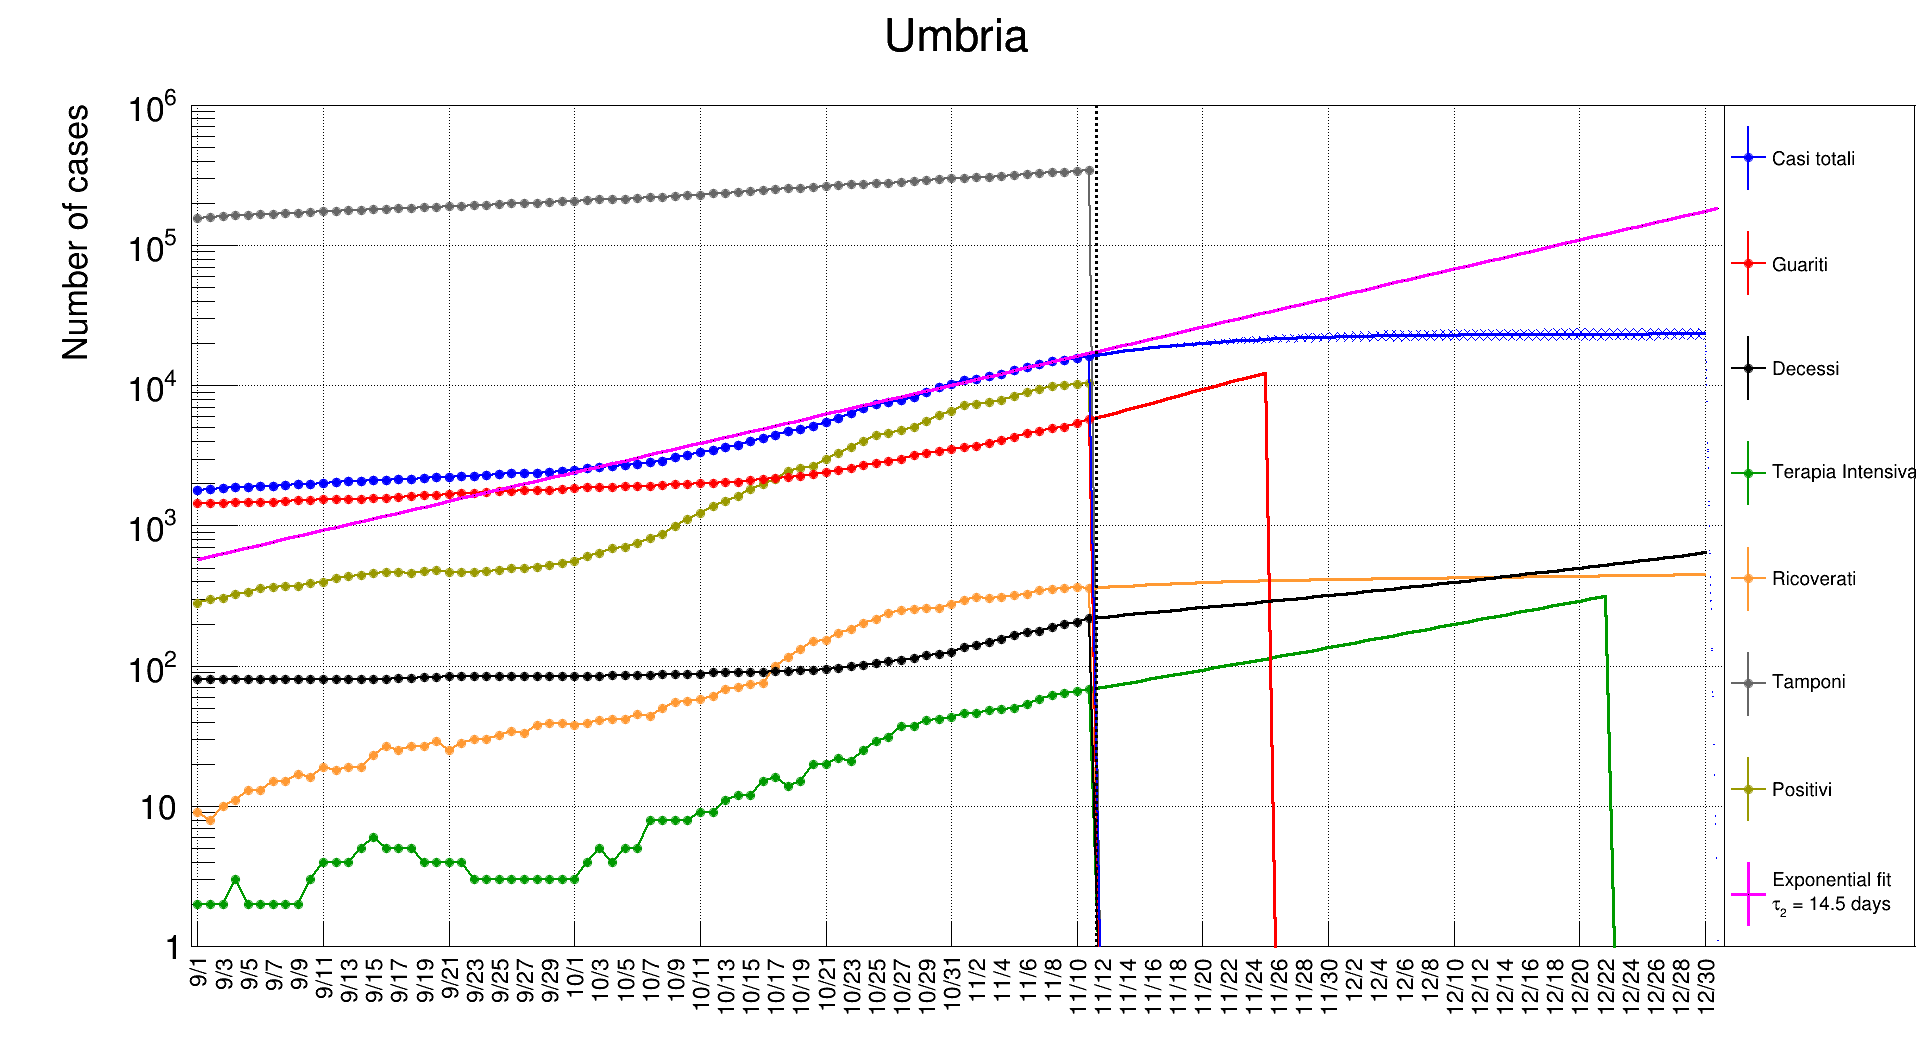 Umbria
Number of cases
10^6
10^5
10^4
10^3
10^2
10
1
9/1 9/3 9/5 9/7 9/9 9/11 9/13 9/15 9/17 9/19 9/21 9/23 9/25 9/27 9/29 10/1 10/3 10/5 10/7 10/9 10/11 10/13 10/15 10/17 10/19 10/21 10/23 10/25 10/27 10/29 10/31 11/2 11/4 11/6 11/8 11/10 11/12 11/14 11/16 11/18 11/20 11/22 11/24 11/26 11/28 11/30 12/2 12/4 12/6 12/8 12/10 12/12 12/14 12/16 12/18 12/20 12/22 12/24 12/26 12/28 12/30
Casi totali
Guariti
Decessi
Terapia Intensiva
Ricoverati
Tamponi
Positivi
Exponential fit
τ₂ = 14.5 days